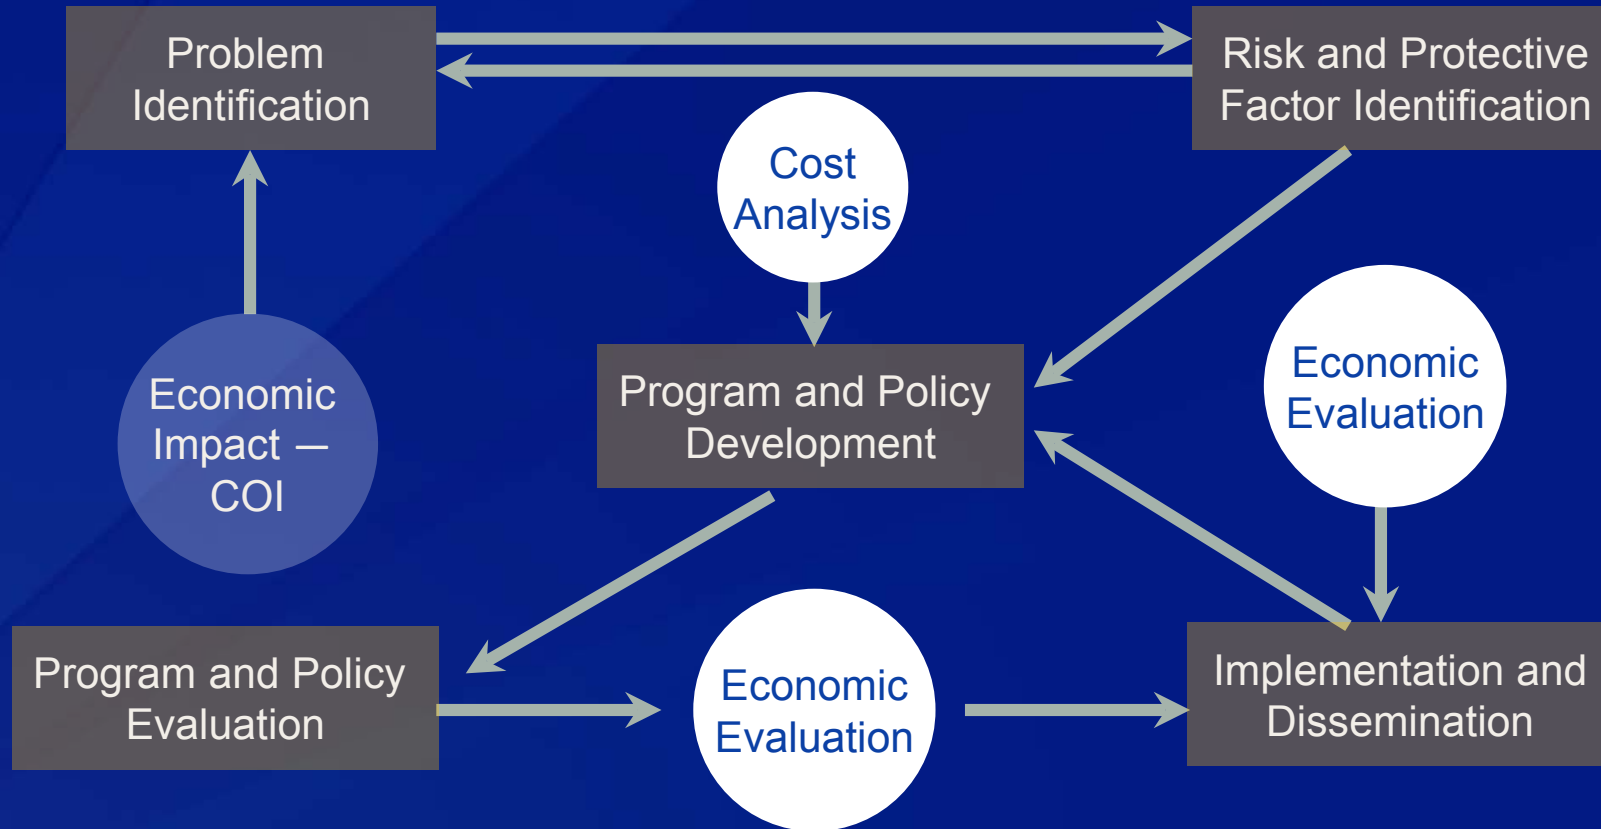 Problem
Identification
Risk and Protective
Factor Identification
Cost
Analysis
Economic
Impact —
COI
Program and Policy
Development
Economic
Evaluation
Program and Policy
Evaluation
Economic
Evaluation
Implementation and
Dissemination